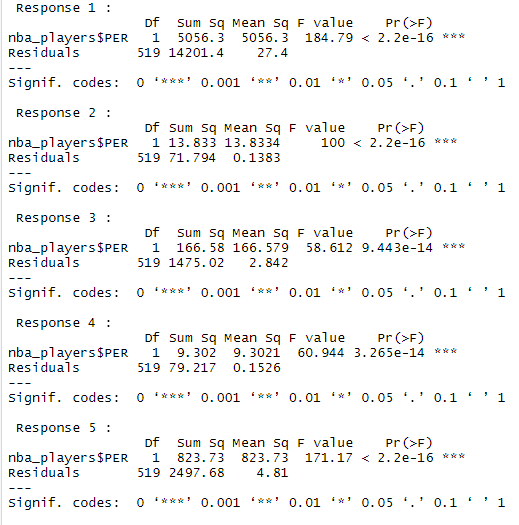 Response 1 :
Df Sum Sq Mean Sq F value Pr(>F)
nba_players$PER 1 5056.3 5056.3 184.79 < 2.2e-16 ***
Residuals 519 14201.4 27.4
---
Signif. codes: 0 ‘***’ 0.001 ‘**’ 0.01 ‘*’ 0.05 ‘.’ 0.1 ‘ ’ 1
Response 2 :
Df Sum Sq Mean Sq F value Pr(>F)
nba_players$PER 1 13.833 13.8334 100 < 2.2e-16 ***
Residuals 519 71.794 0.1383
---
Signif. codes: 0 ‘***’ 0.001 ‘**’ 0.01 ‘*’ 0.05 ‘.’ 0.1 ‘ ’ 1
Response 3 :
Df Sum Sq Mean Sq F value Pr(>F)
nba_players$PER 1 166.58 166.579 58.612 9.443e-14 ***
Residuals 519 1475.02 2.842
---
Signif. codes: 0 ‘***’ 0.001 ‘**’ 0.01 ‘*’ 0.05 ‘.’ 0.1 ‘ ’ 1
Response 4 :
Df Sum Sq Mean Sq F value Pr(>F)
nba_players$PER 1 9.302 9.3021 60.944 3.265e-14 ***
Residuals 519 79.217 0.1526
---
Signif. codes: 0 ‘***’ 0.001 ‘**’ 0.01 ‘*’ 0.05 ‘.’ 0.1 ‘ ’ 1
Response 5 :
Df Sum Sq Mean Sq F value Pr(>F)
nba_players$PER 1 823.73 823.73 171.17 < 2.2e-16 ***
Residuals 519 2497.68 4.81
---
Signif. codes: 0 ‘***’ 0.001 ‘**’ 0.01 ‘*’ 0.05 ‘.’ 0.1 ‘ ’ 1